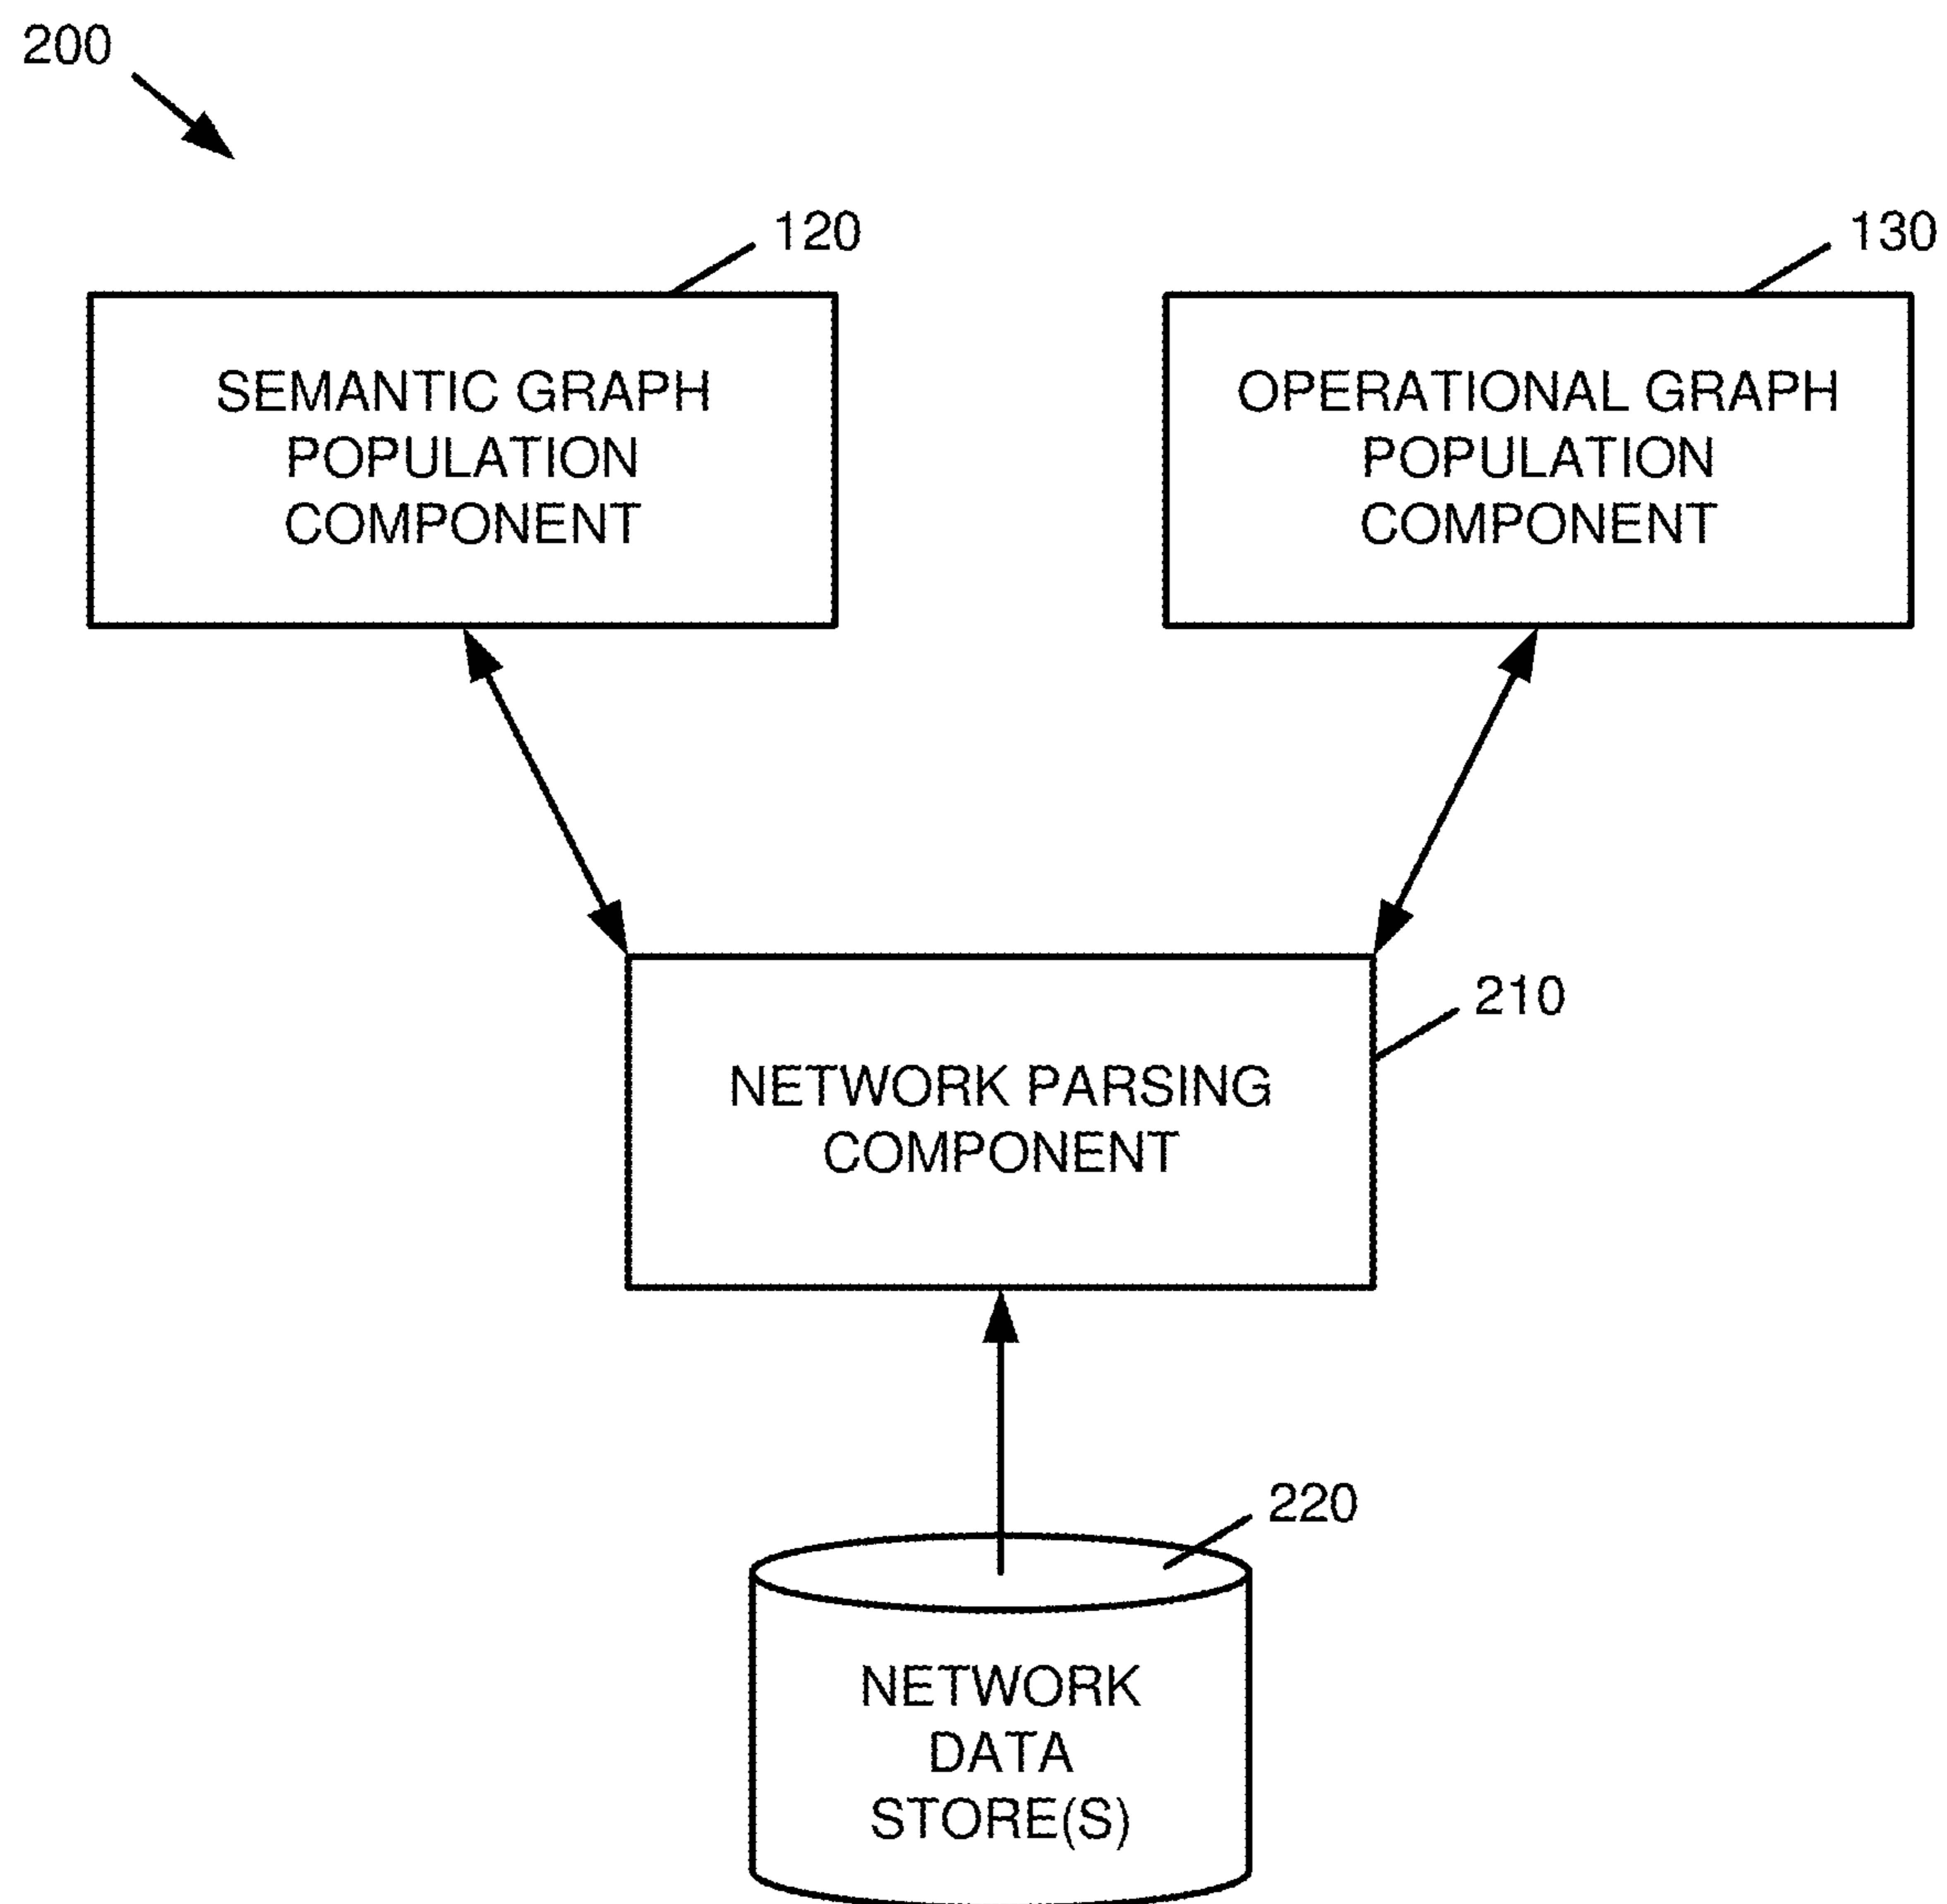 200
120
130
SEMANTIC GRAPH
POPULATION
COMPONENT
OPERATIONAL GRAPH
POPULATION
COMPONENT
210
NETWORK PARSING
COMPONENT
220
NETWORK
DATA
STORE(S)